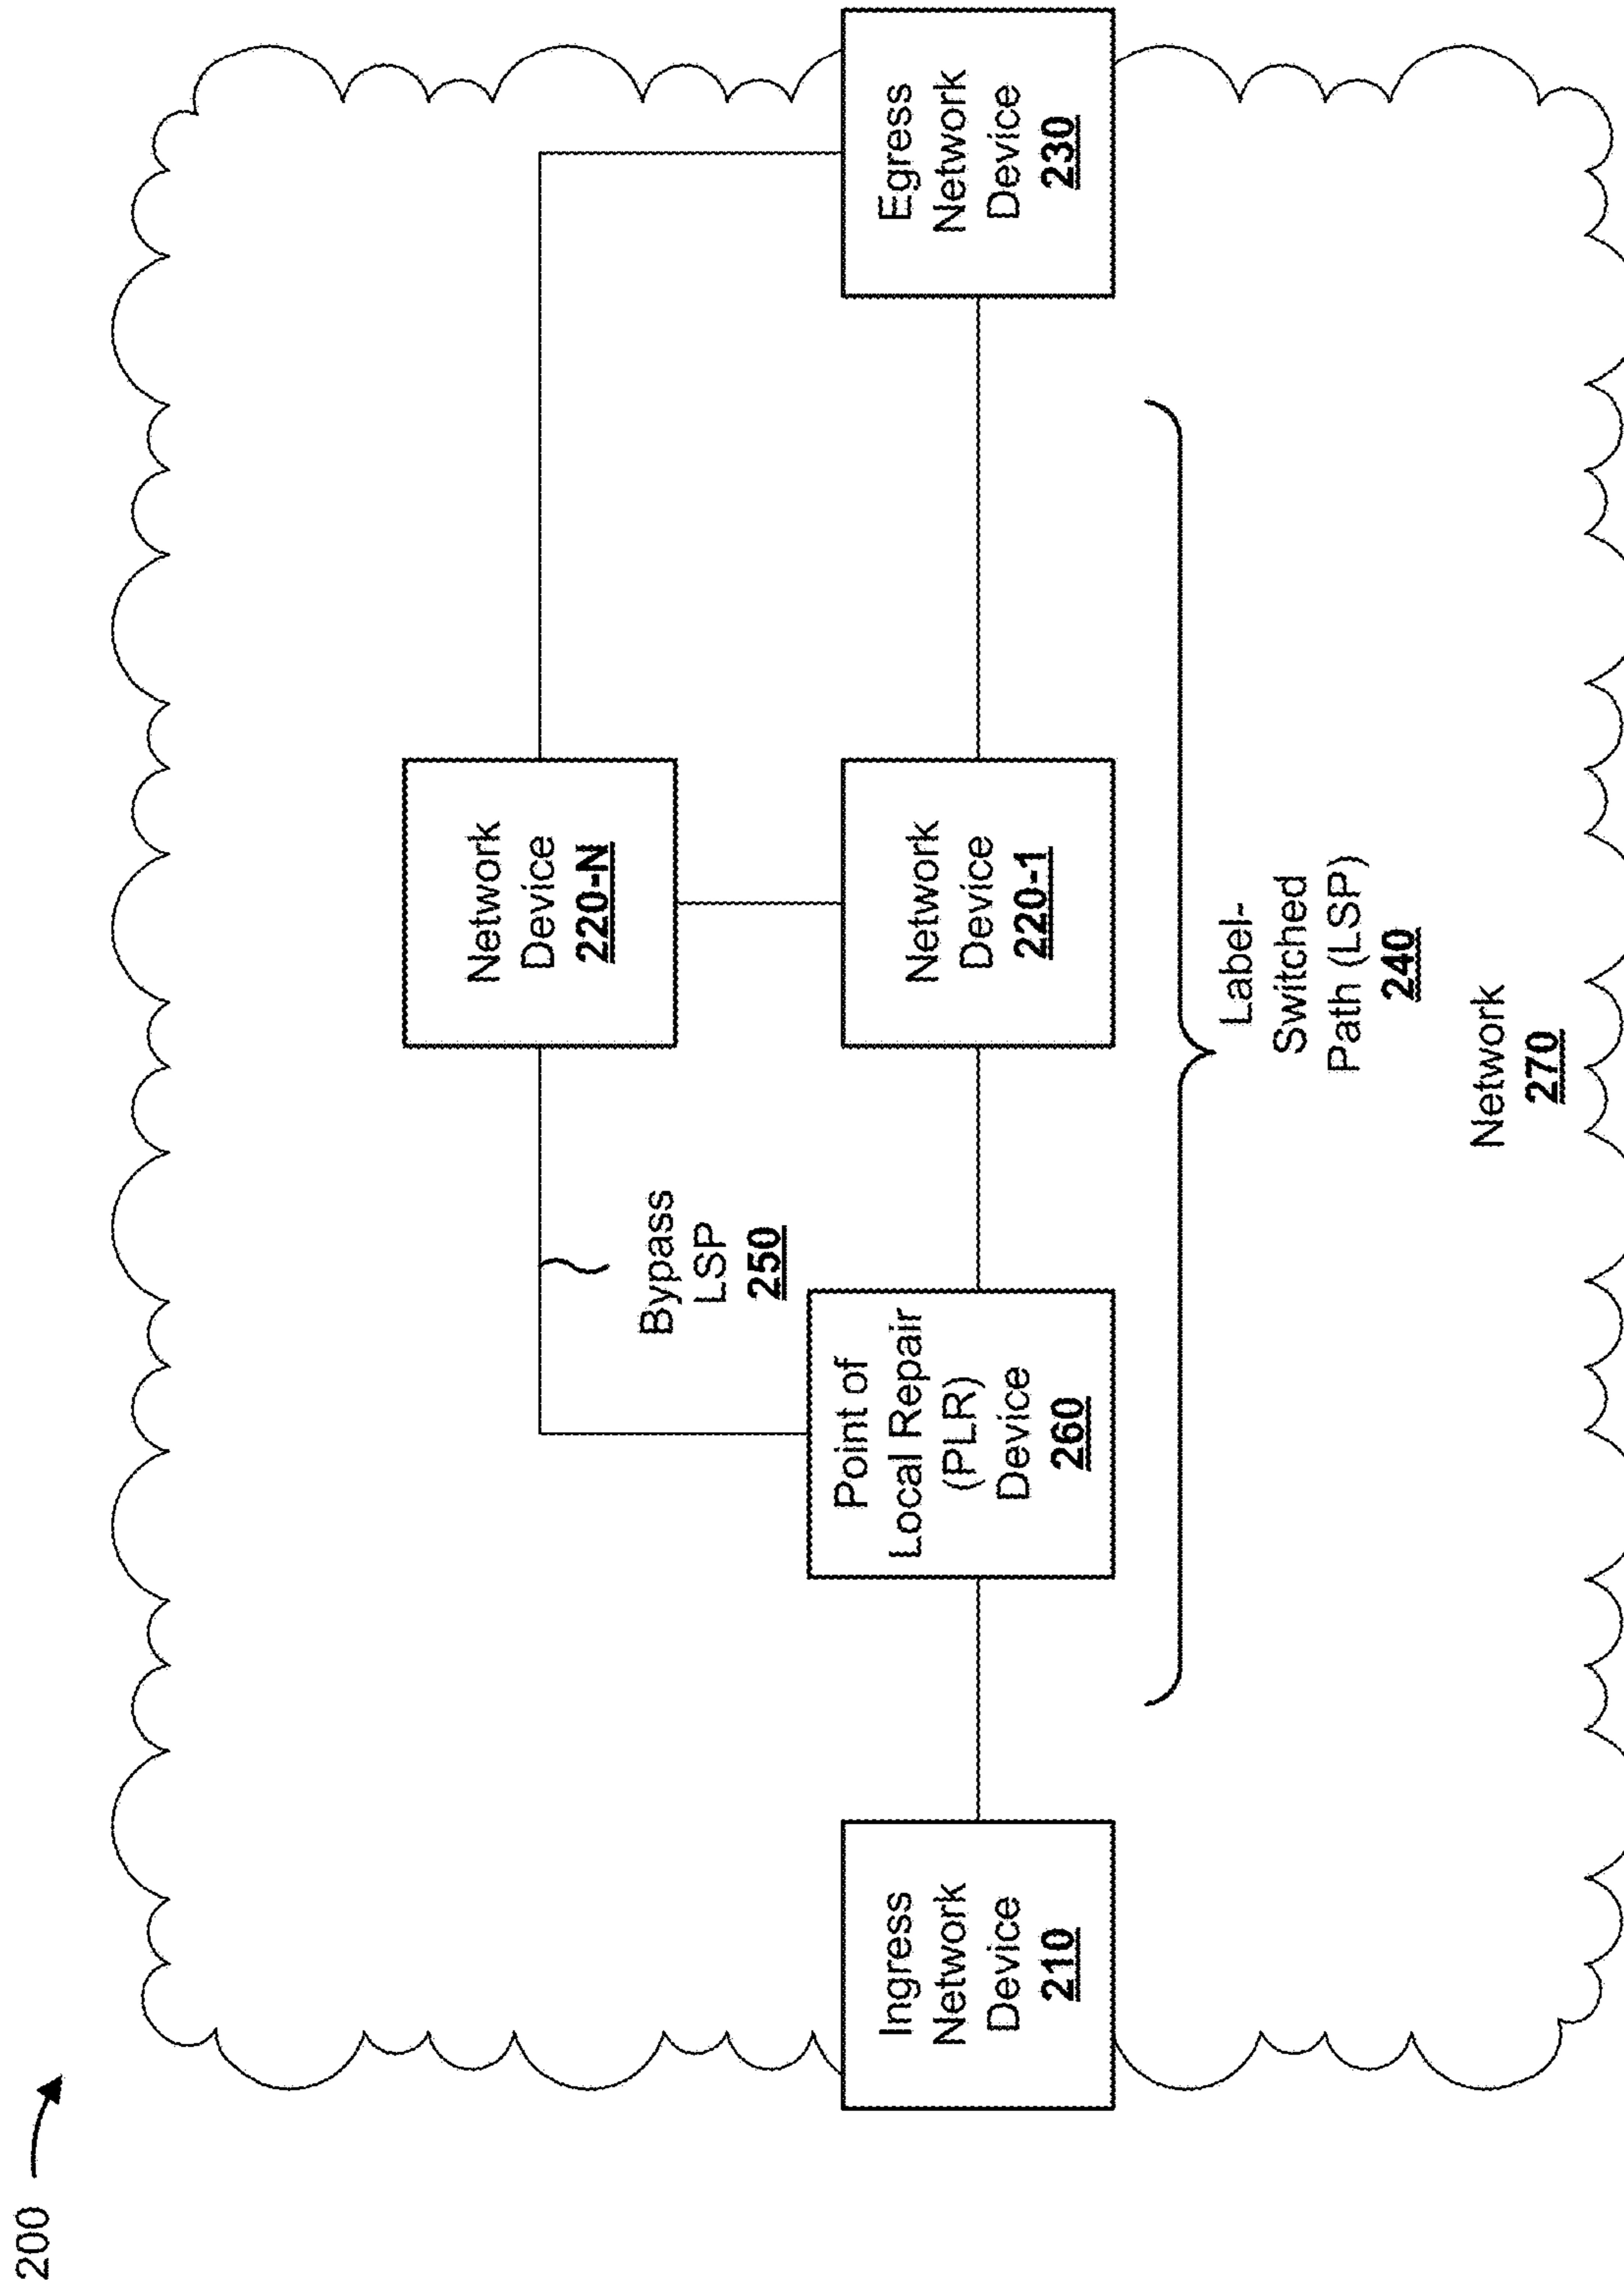 200
Network
Device
220-N
Bypass
LSP
250
Ingress
Network
Device
210
Point of
Local Repair
(PLR)
Device
260
Network
Device
220-1
Egress
Network
Device
230
Label-
Switched
Path (LSP)
240
Network
270